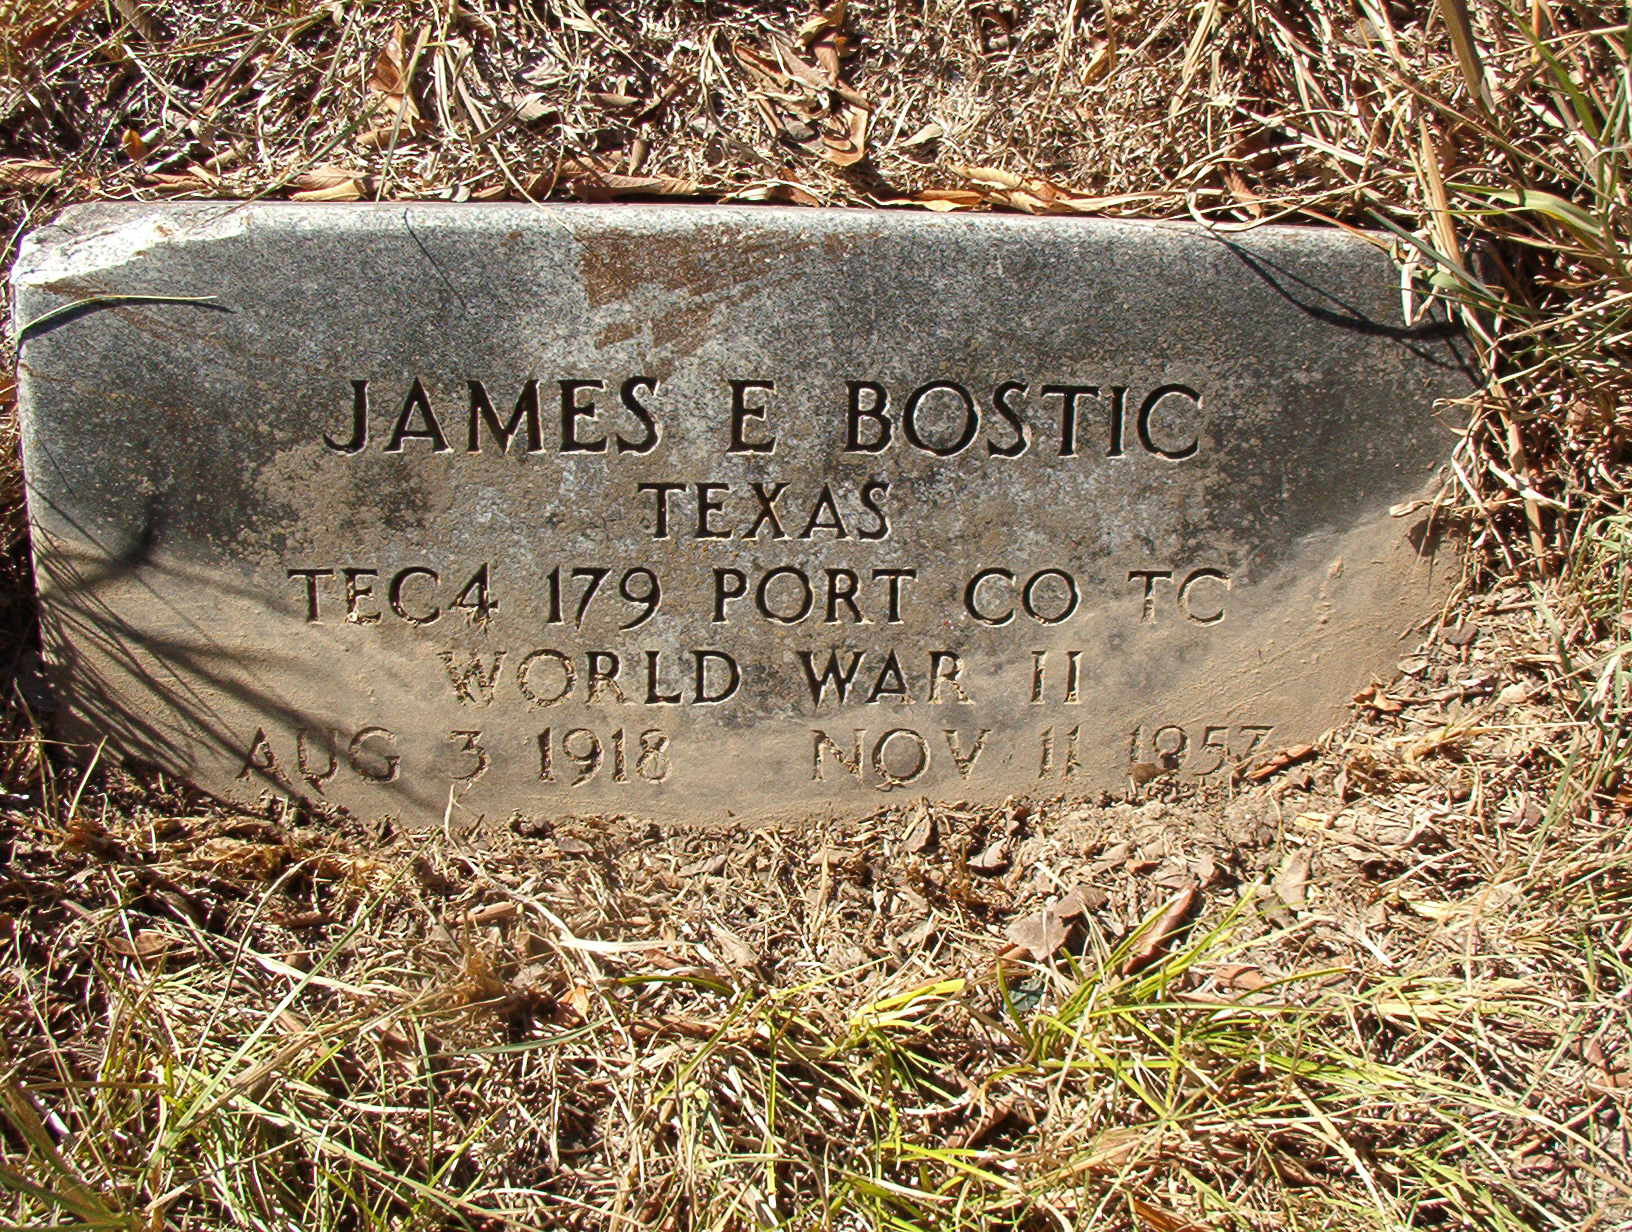 JAMES E BOSTIC
TEXAS
TEC4 179 PORT CO TC
WORLD WAR II
AUG 3 1918 NOV 11 1957